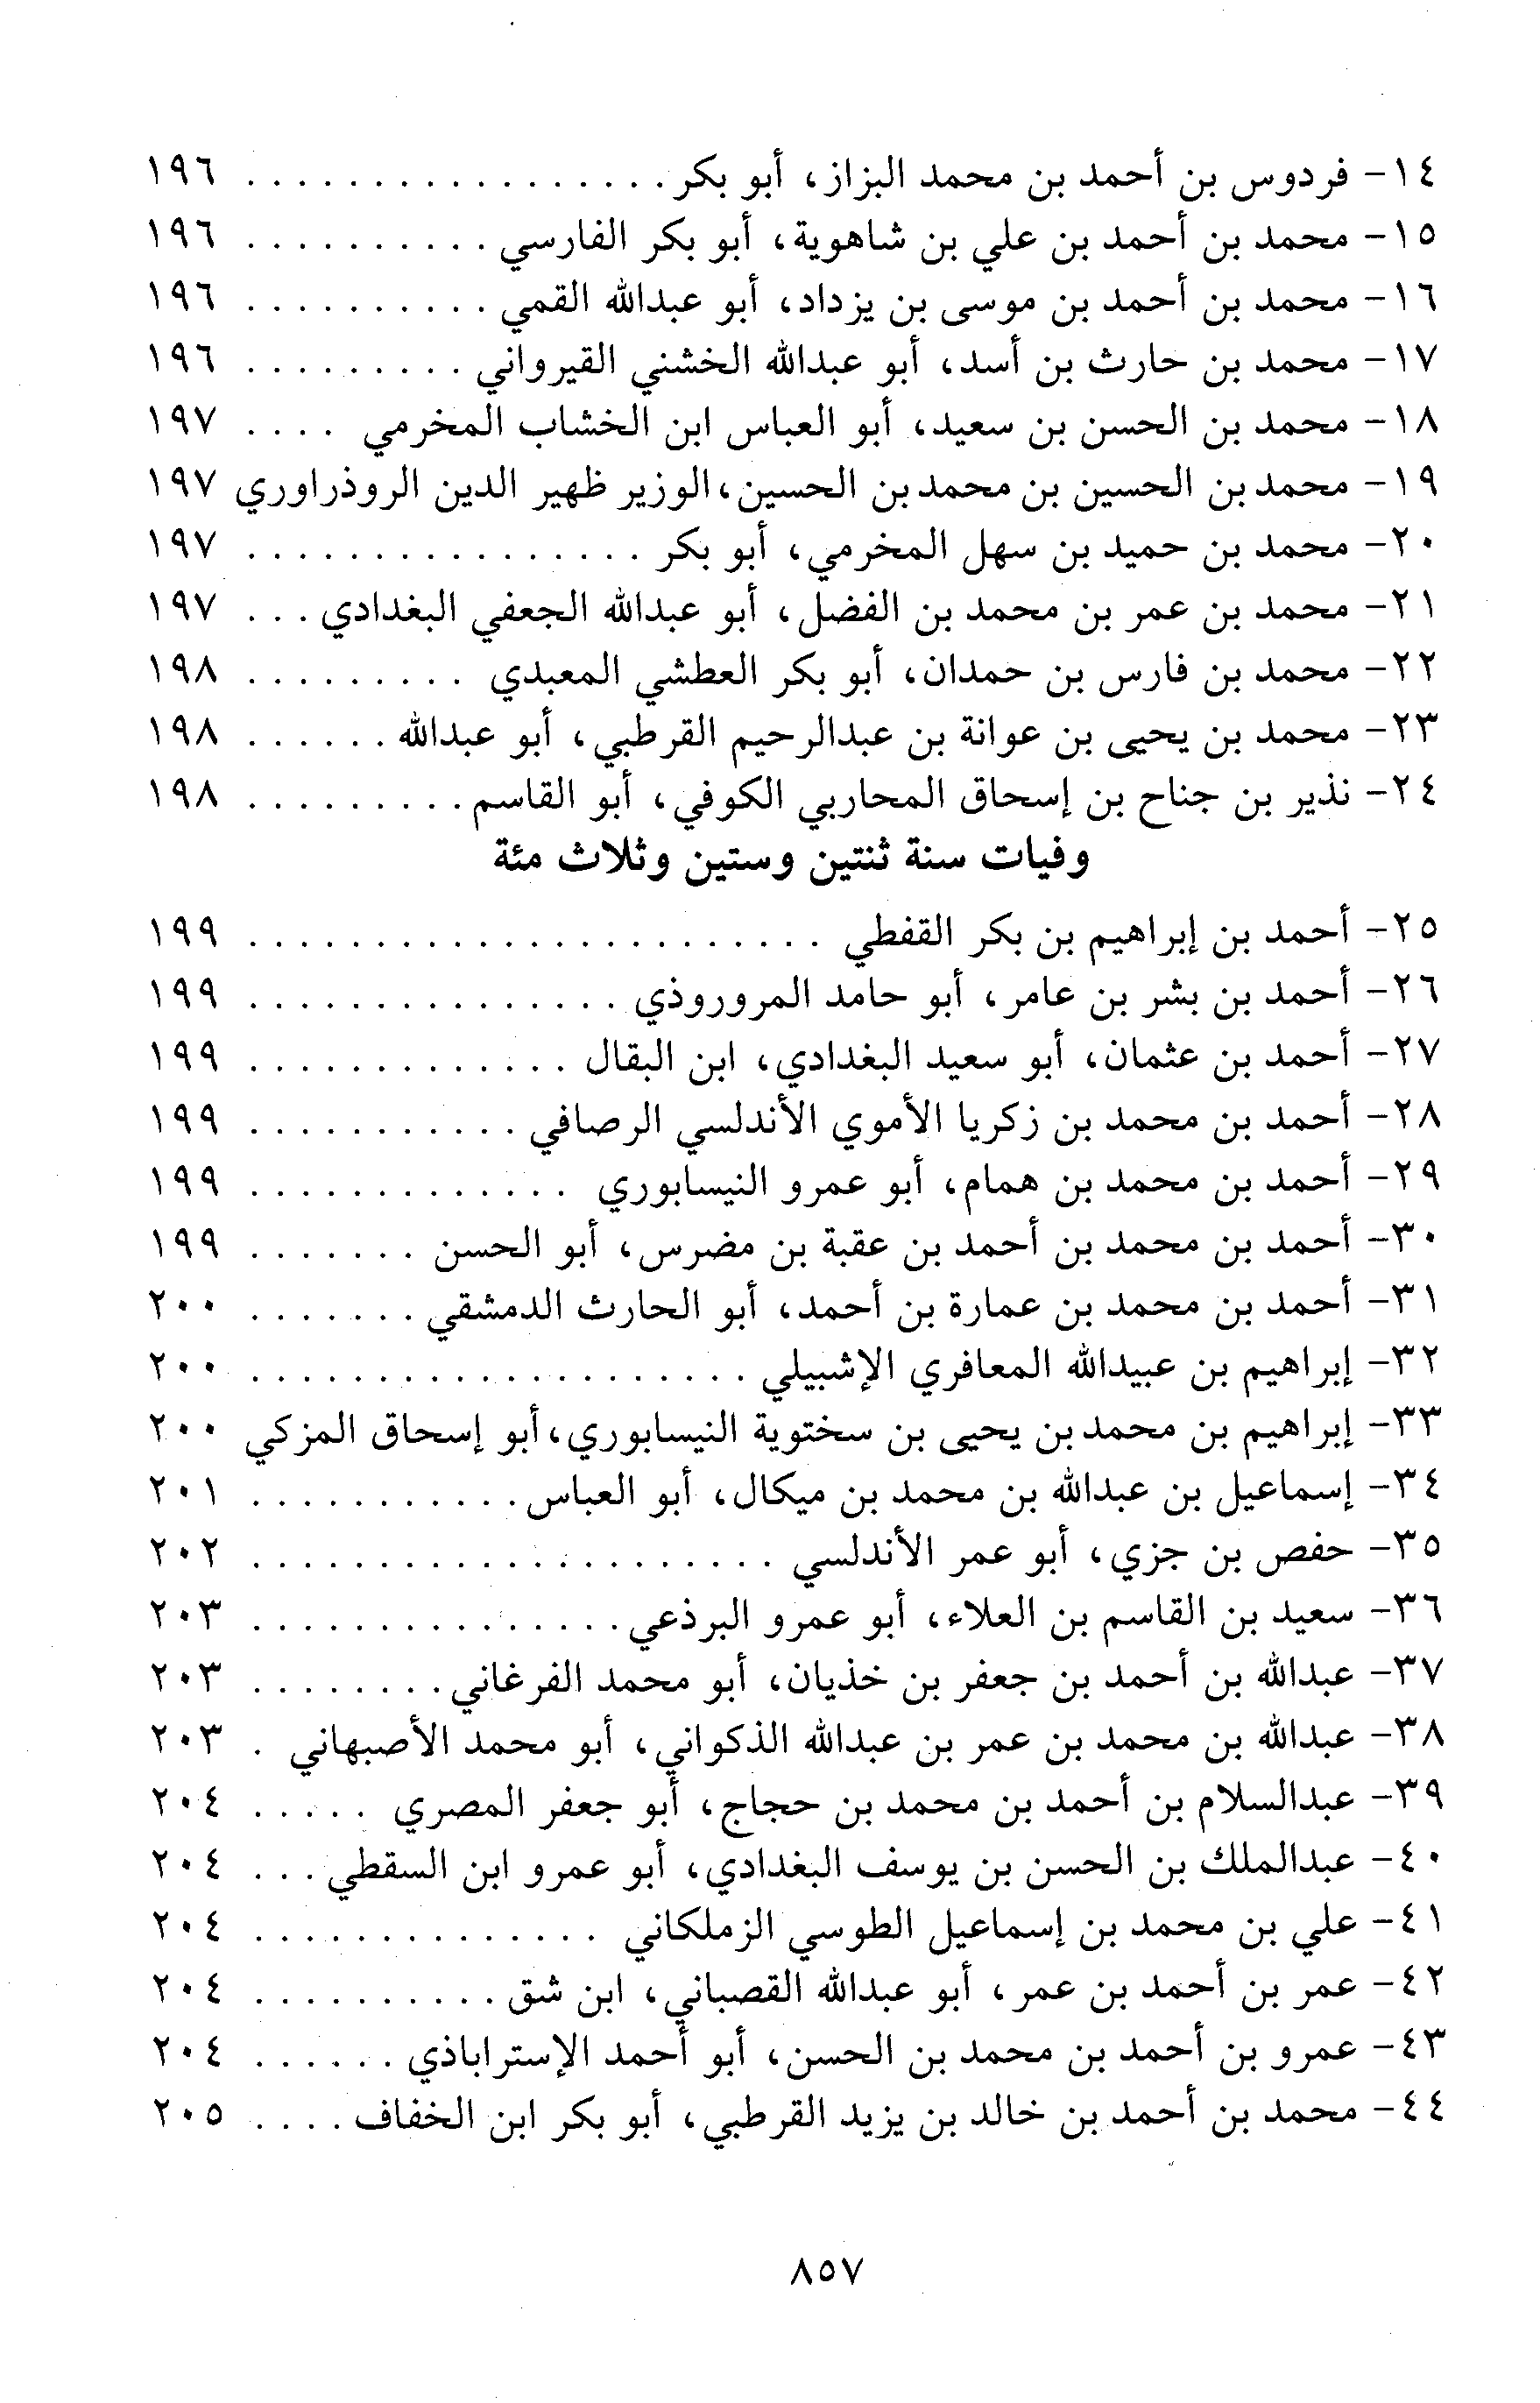 ١٤- فردوس بن أحمد بن محمد البزاز، أبو بكر . . . . . . . . . . . . . . . . . ١٩٦
١٥- محمد بن أحمد بن علي بن شاهوية، أبو بكر الفارسي . . . . . . . . . . ١٩٦
١٦- محمد بن أحمد بن موسى بن يزداد، أبو عبدالله القمي . . . . . . . . . . ١٩٦
١٧- محمد بن حارث بن أسد، أبو عبدالله الخشني القيرواني . . . . . . . . . ١٩٦
١٨- محمد بن الحسن بن سعيد، أبو العباس ابن الخشاب المخرمي . . . . ١٩٧
١٩- محمد بن الحسين بن محمد بن الحسين، الوزير ظهير الدين الروذراوري ١٩٧
٢٠- محمد بن حميد بن سهل المخرمي، أبو بكر . . . . . . . . . . . . . . . . ١٩٧
٢١- محمد بن عمر بن محمد بن الفضل، أبو عبدالله الجعفي البغدادي . . . ١٩٧
٢٢- محمد بن فارس بن حمدان، أبو بكر العطشي المعبدي . . . . . . . . . ١٩٨
٢٣- محمد بن يحيى بن عوانة بن عبدالرحيم القرطبي، أبو عبدالله . . . . . . ١٩٨
٢٤- نذير بن جناح بن إسحاق المحاربي الكوفي، أبو القاسم . . . . . . . . . ١٩٨
وفيات سنة ثنتين وستين وثلاث مئة
٢٥- أحمد بن إبراهيم بن بكر القفطي . . . . . . . . . . . . . . . . . . . . . . . ١٩٩
٢٦- أحمد بن بشر بن عامر، أبو حامد المروروذي . . . . . . . . . . . . . . . ١٩٩
٢٧- أحمد بن عثمان، أبو سعيد البغدادي، ابن البقال . . . . . . . . . . . . . ١٩٩
٢٨- أحمد بن محمد بن زكريا الأموي الأندلسي الرصافي . . . . . . . . . . . ١٩٩
٢٩- أحمد بن محمد بن همام، أبو عمرو النيسابوري . . . . . . . . . . . . . ١٩٩
٣٠- أحمد بن محمد بن أحمد بن عقبة بن مضرس، أبو الحسن . . . . . . . ١٩٩
٣١- أحمد بن محمد بن عمارة بن أحمد، أبو الحارث الدمشقي . . . . . . . ٢٠٠
٣٢- إبراهيم بن عبيدالله المعافري الإشبيلي . . . . . . . . . . . . . . . . . . . . ٢٠٠
٣٣- إبراهيم بن محمد بن يحيى بن سختوية النيسابوري، أبو إسحاق المزكي ٢٠٠
٣٤- إسماعيل بن عبدالله بن محمد بن ميكال، أبو العباس . . . . . . . . . . . ٢٠١
٣٥- حفص بن جزي، أبو عمر الأندلسي . . . . . . . . . . . . . . . . . . . . . ٢٠٢
٣٦- سعيد بن القاسم بن العلاء، أبو عمرو البرذعي . . . . . . . . . . . . . . . ٢٠٣
٣٧- عبدالله بن أحمد بن جعفر بن خذيان، أبو محمد الفرغاني . . . . . . . . ٢٠٣
٣٨- عبدالله بن محمد بن عمر بن عبدالله الذكواني، أبو محمد الأصبهاني . ٢٠٣
٣٩- عبدالسلام بن أحمد بن محمد بن حجاج، أبو جعفر المصري . . . . . ٢٠٤
٤٠- عبدالملك بن الحسن بن يوسف البغدادي، أبو عمرو ابن السقطي . . . ٢٠٤
٤١- علي بن محمد بن إسماعيل الطوسي الزملكاني . . . . . . . . . . . . . . ٢٠٤
٤٢- عمر بن أحمد بن عمر، أبو عبدالله القصباني، ابن شق . . . . . . . . . . ٢٠٤
٤٣- عمرو بن أحمد بن محمد بن الحسن، أبو أحمد الإستراباذي . . . . . . ٢٠٤
٤٤- محمد بن أحمد بن خالد بن يزيد القرطبي، أبو بكر ابن الخفاف . . . . ٢٠٥
٨٥٧